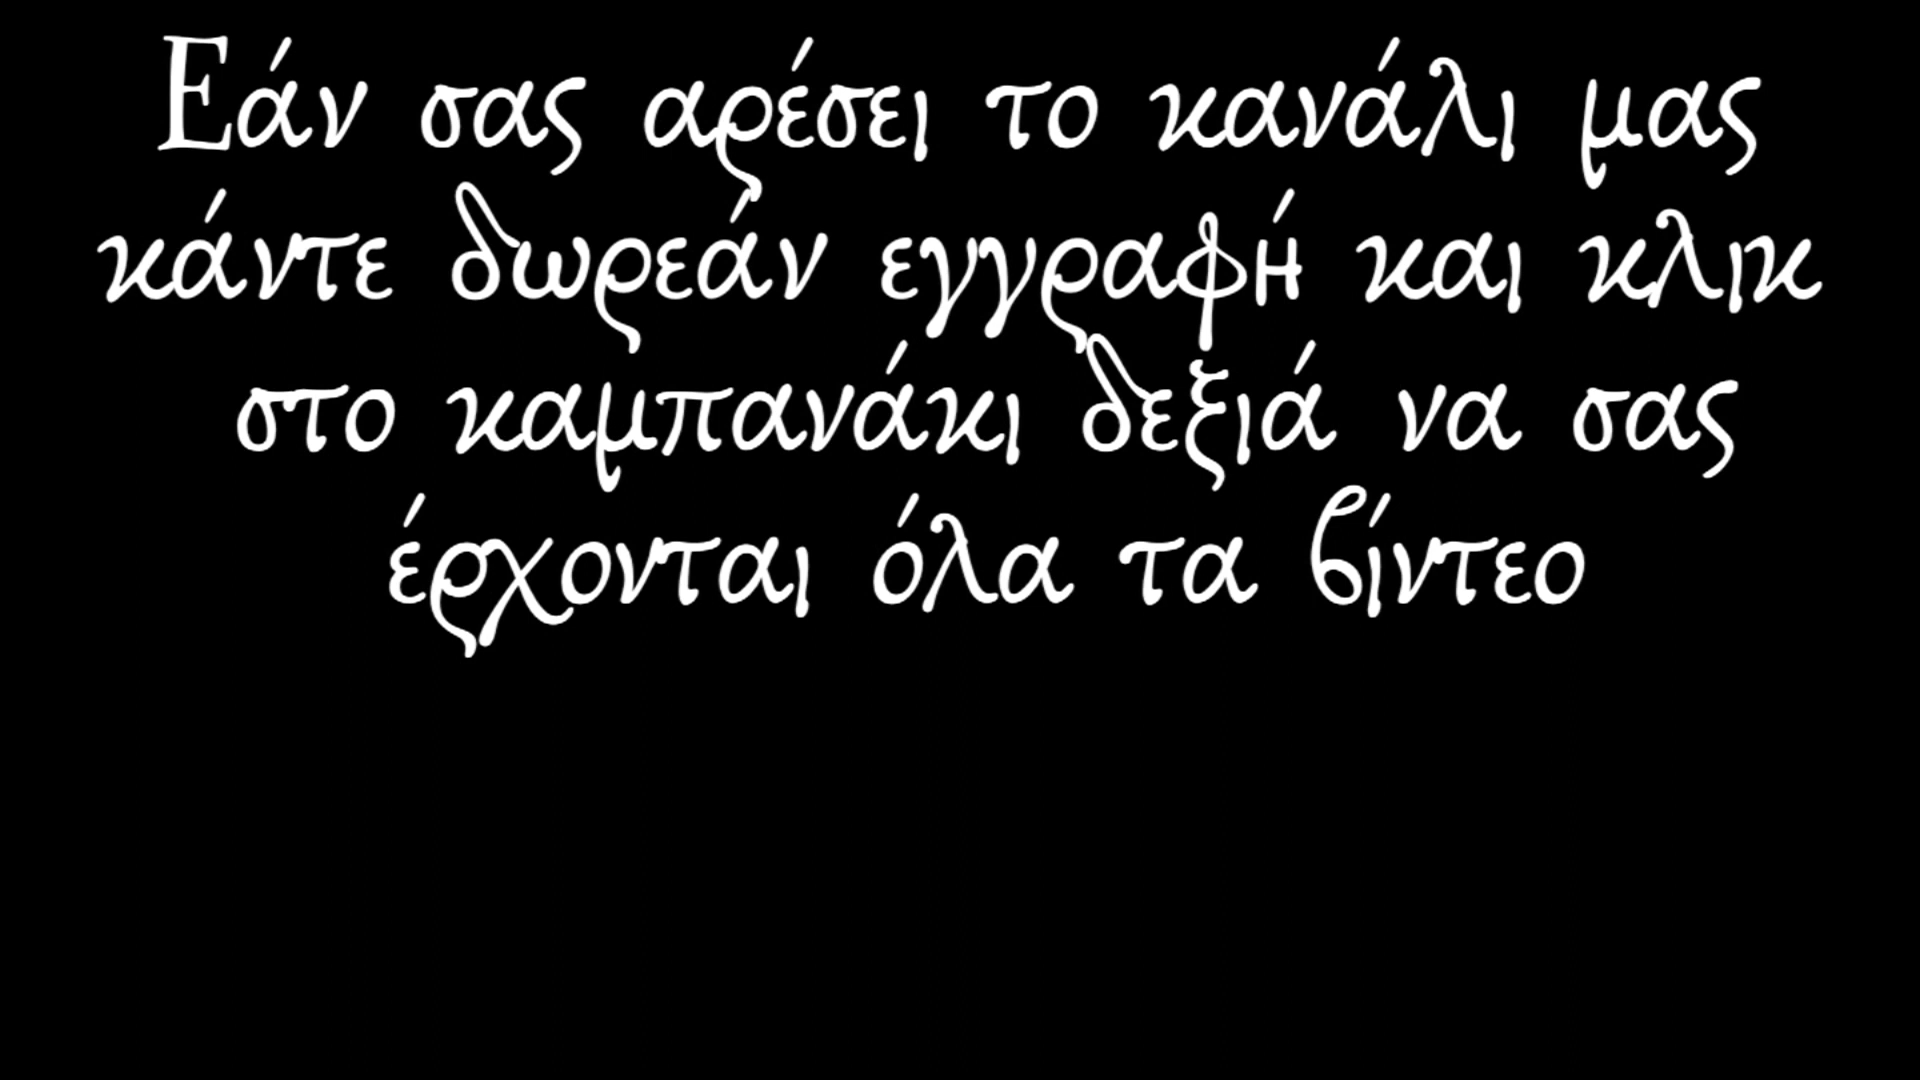 Εάν σας αρέσει το κανάλι μας
κάντε δωρεάν εγγραφή και κλικ
στο καμπανάκι δεξιά να σας
έρχονται όλα τα βίντεο